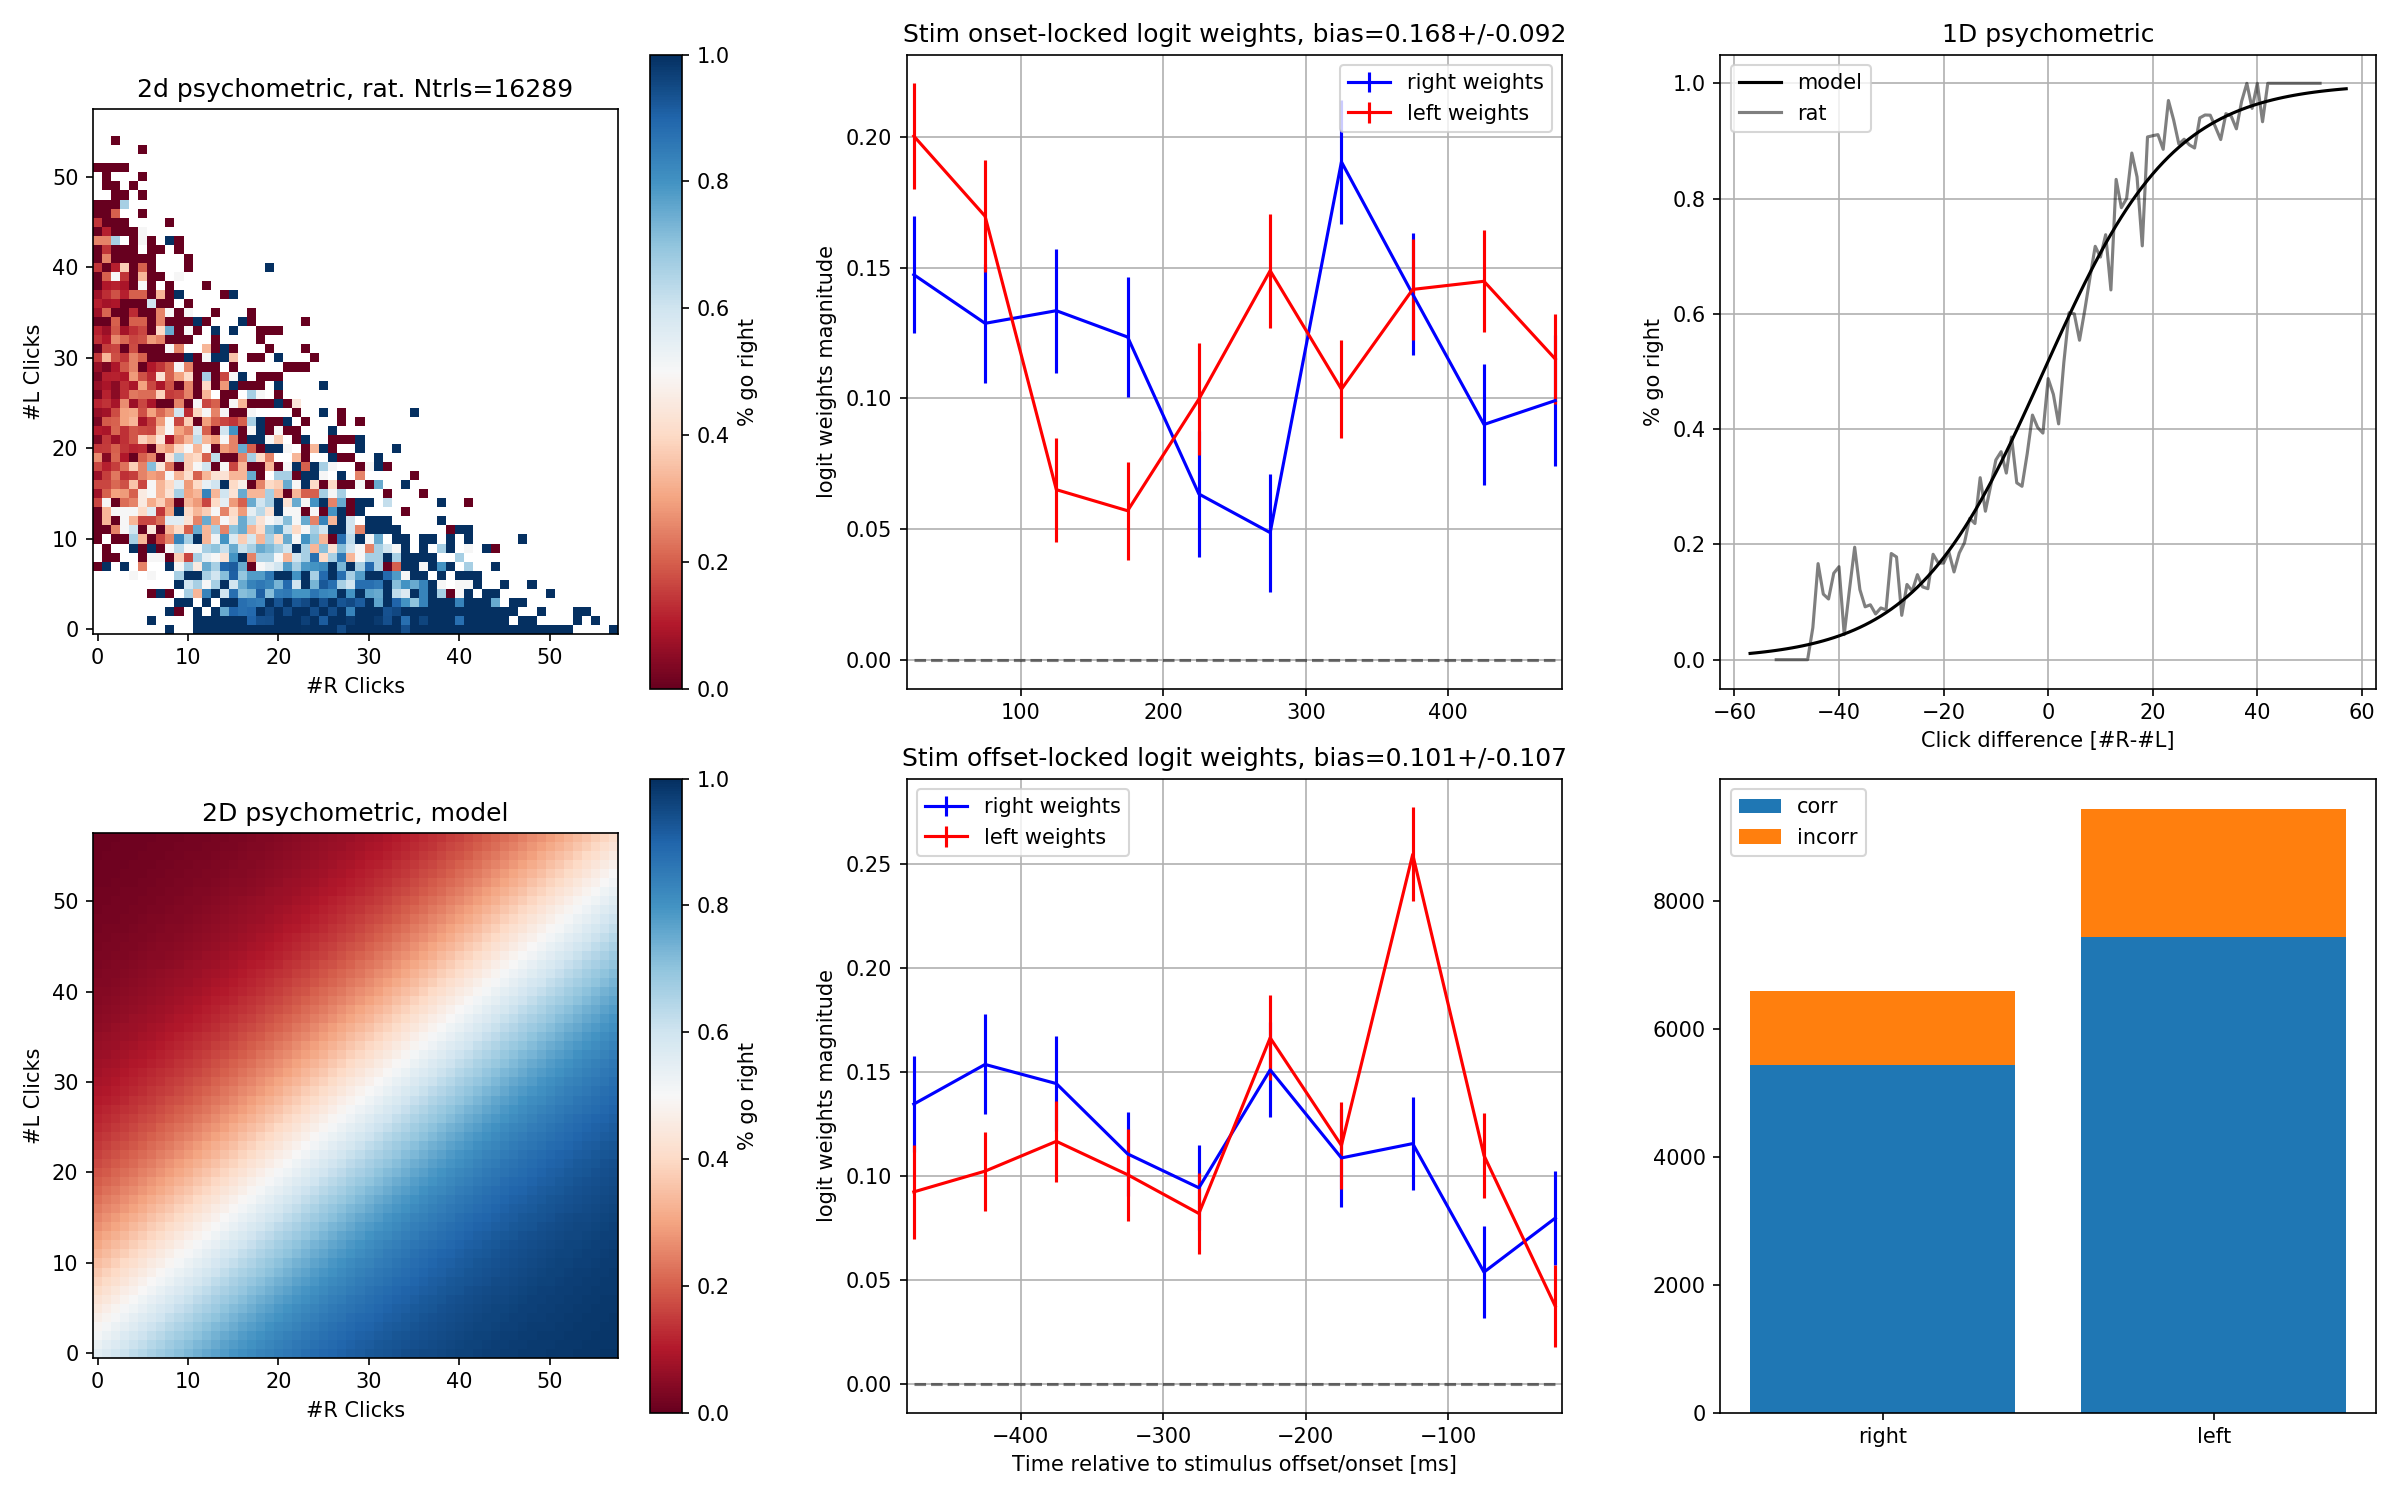 2d psychometric, rat. Ntrls=16289
#L Clicks
50
40
30
20
10
0
0 10 20 30 40 50
#R Clicks
1.0
0.8
0.6
0.4
0.2
0.0
% go right
Stim onset-locked logit weights, bias=0.168+/-0.092
right weights
left weights
logit weights magnitude
0.20
0.15
0.10
0.05
0.00
100 200 300 400
1D psychometric
model
rat
% go right
1.0
0.8
0.6
0.4
0.2
0.0
−60 −40 −20 0 20 40 60
Click difference [#R-#L]
2D psychometric, model
#L Clicks
50
40
30
20
10
0
0 10 20 30 40 50
#R Clicks
1.0
0.8
0.6
0.4
0.2
0.0
% go right
Stim offset-locked logit weights, bias=0.101+/-0.107
right weights
left weights
logit weights magnitude
0.25
0.20
0.15
0.10
0.05
0.00
−400 −300 −200 −100
Time relative to stimulus offset/onset [ms]
corr
incorr
8000
6000
4000
2000
0
right left